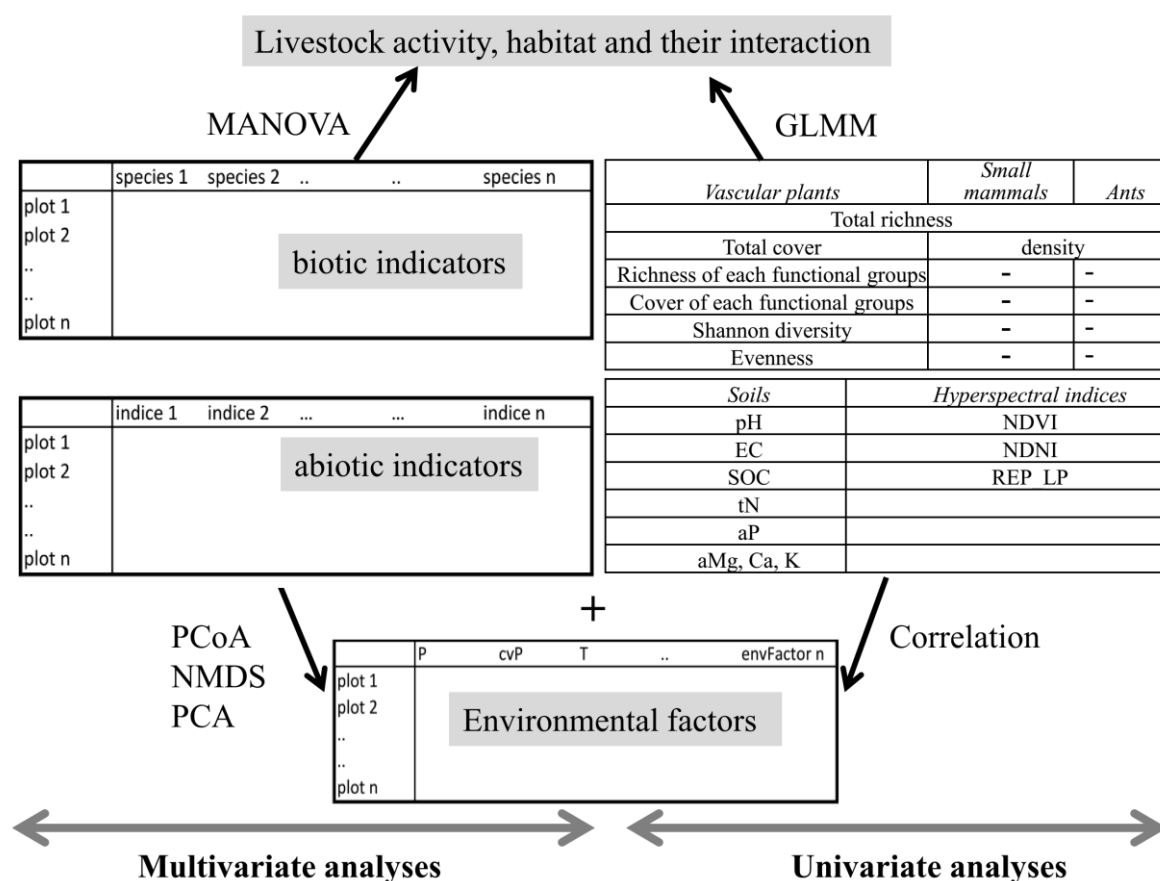 Livestock activity, habitat and their interaction
MANOVA
GLMM
species 1 species 2 .. .. species n
plot 1
plot 2
..
..
plot n
biotic indicators
Vascular plants Small mammals Ants
Total richness
Total cover density
Richness of each functional groups - -
Cover of each functional groups - -
Shannon diversity - -
Evenness - -
indice 1 indice 2 ... ... indice n
plot 1
plot 2
..
..
plot n
abiotic indicators
Soils Hyperspectral indices
pH NDVI
EC NDNI
SOC REP_LP
tN
aP
aMg, Ca, K
+
PCoA
NMDS
PCA
Correlation
P cvP T .. envFactor n
plot 1
plot 2
..
..
plot n
Environmental factors
Multivariate analyses
Univariate analyses